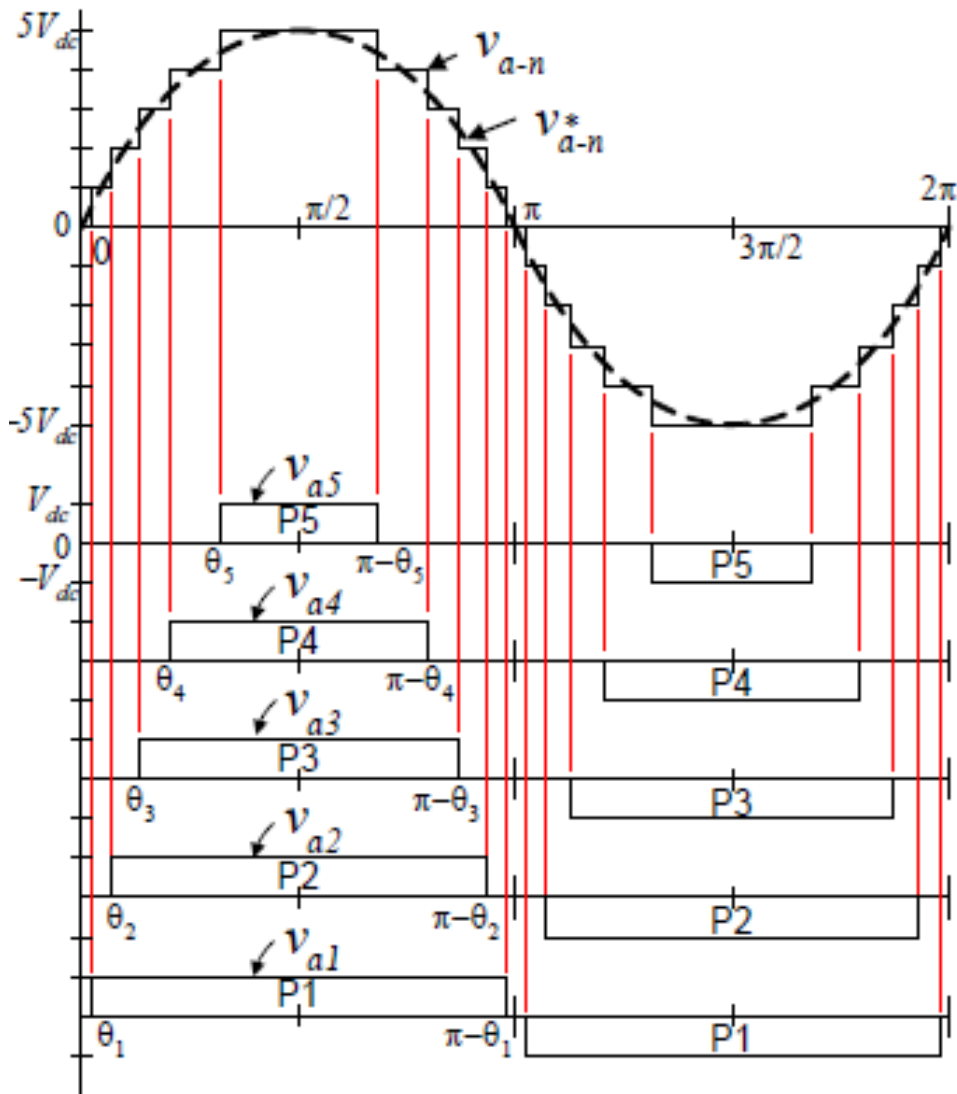 5V_dc
v_a-n
v*_a-n
2π
π/2
π
0
0
3π/2
-5V_dc
v_a5
V_dc
P5
0
θ_5
π−θ_5
−V_dc
P5
v_a4
P4
θ_4
π−θ_4
P4
v_a3
P3
θ_3
π−θ_3
P3
v_a2
P2
θ_2
π−θ_2
P2
v_a1
P1
θ_1
π−θ_1
P1